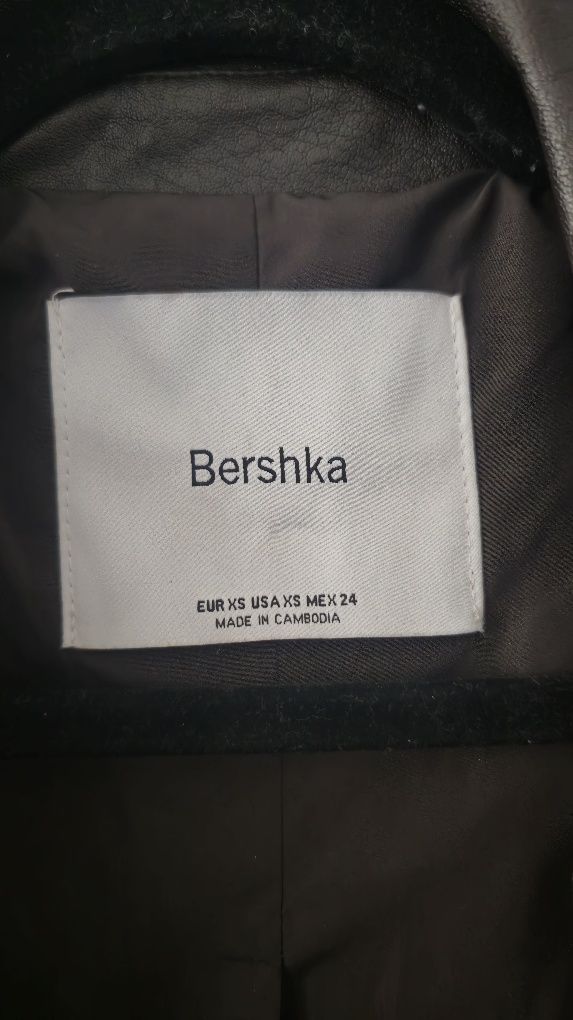 Bershka
EUR XS USA XS MEX 24
MADE IN CAMBODIA